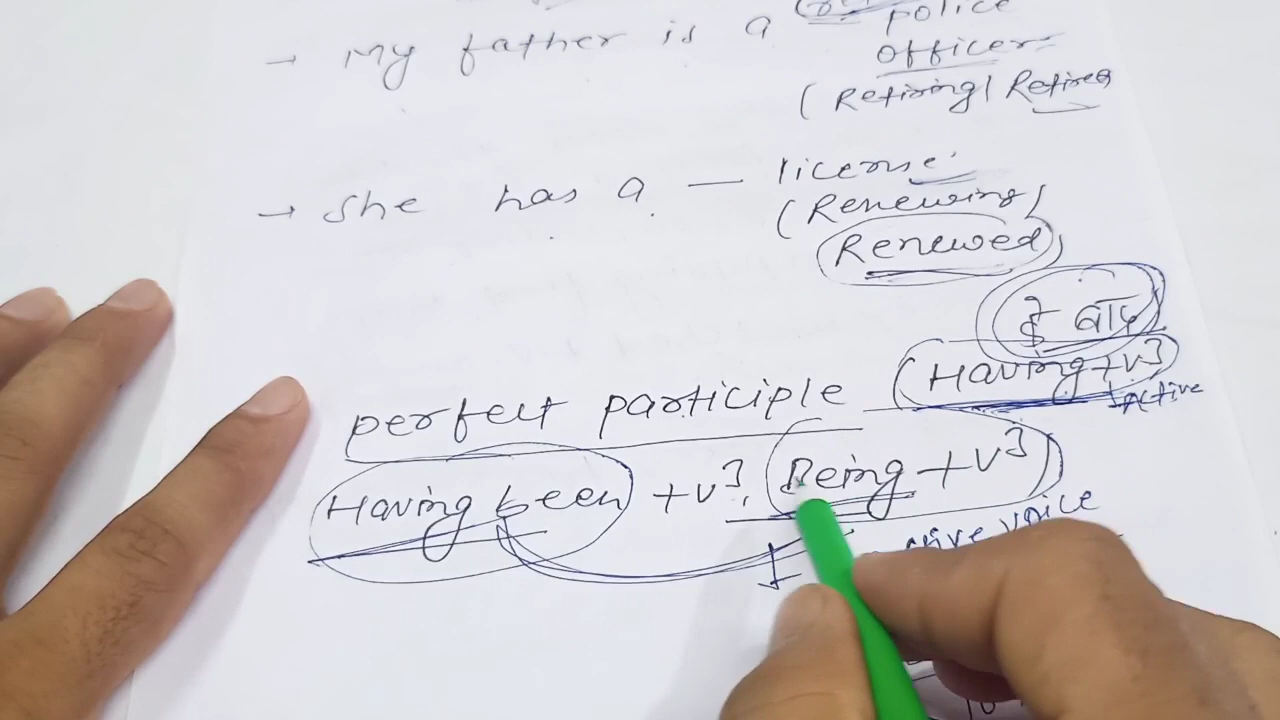 → My father is a police
officer
(Retiring/ Retired
→ She has a — license
(Renewing/
Renewed)
perfect participle (Having+v3)
Active
Having been +v3, Being +v3)
voice